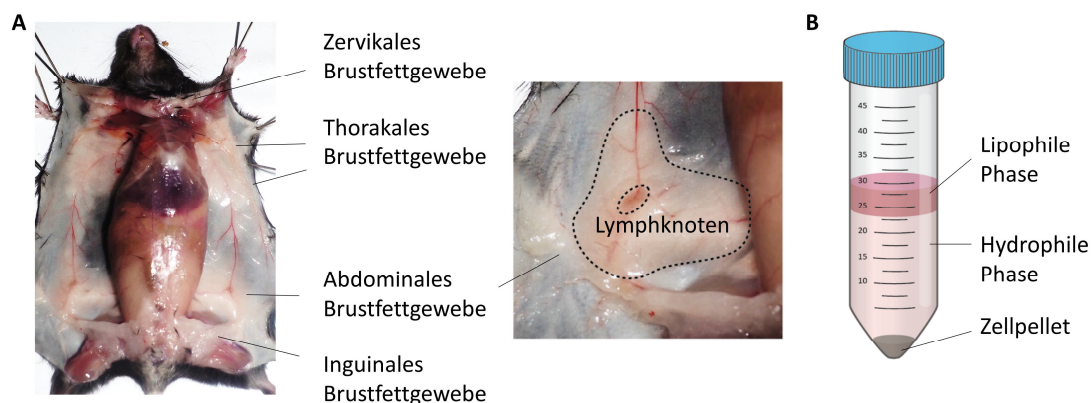 A
Zervikales
Brustfettgewebe
Thorakales
Brustfettgewebe
Abdominales
Brustfettgewebe
Inguinales
Brustfettgewebe
Lymphknoten
B
45
40
35
30
25
20
15
10
Lipophile
Phase
Hydrophile
Phase
Zellpellet